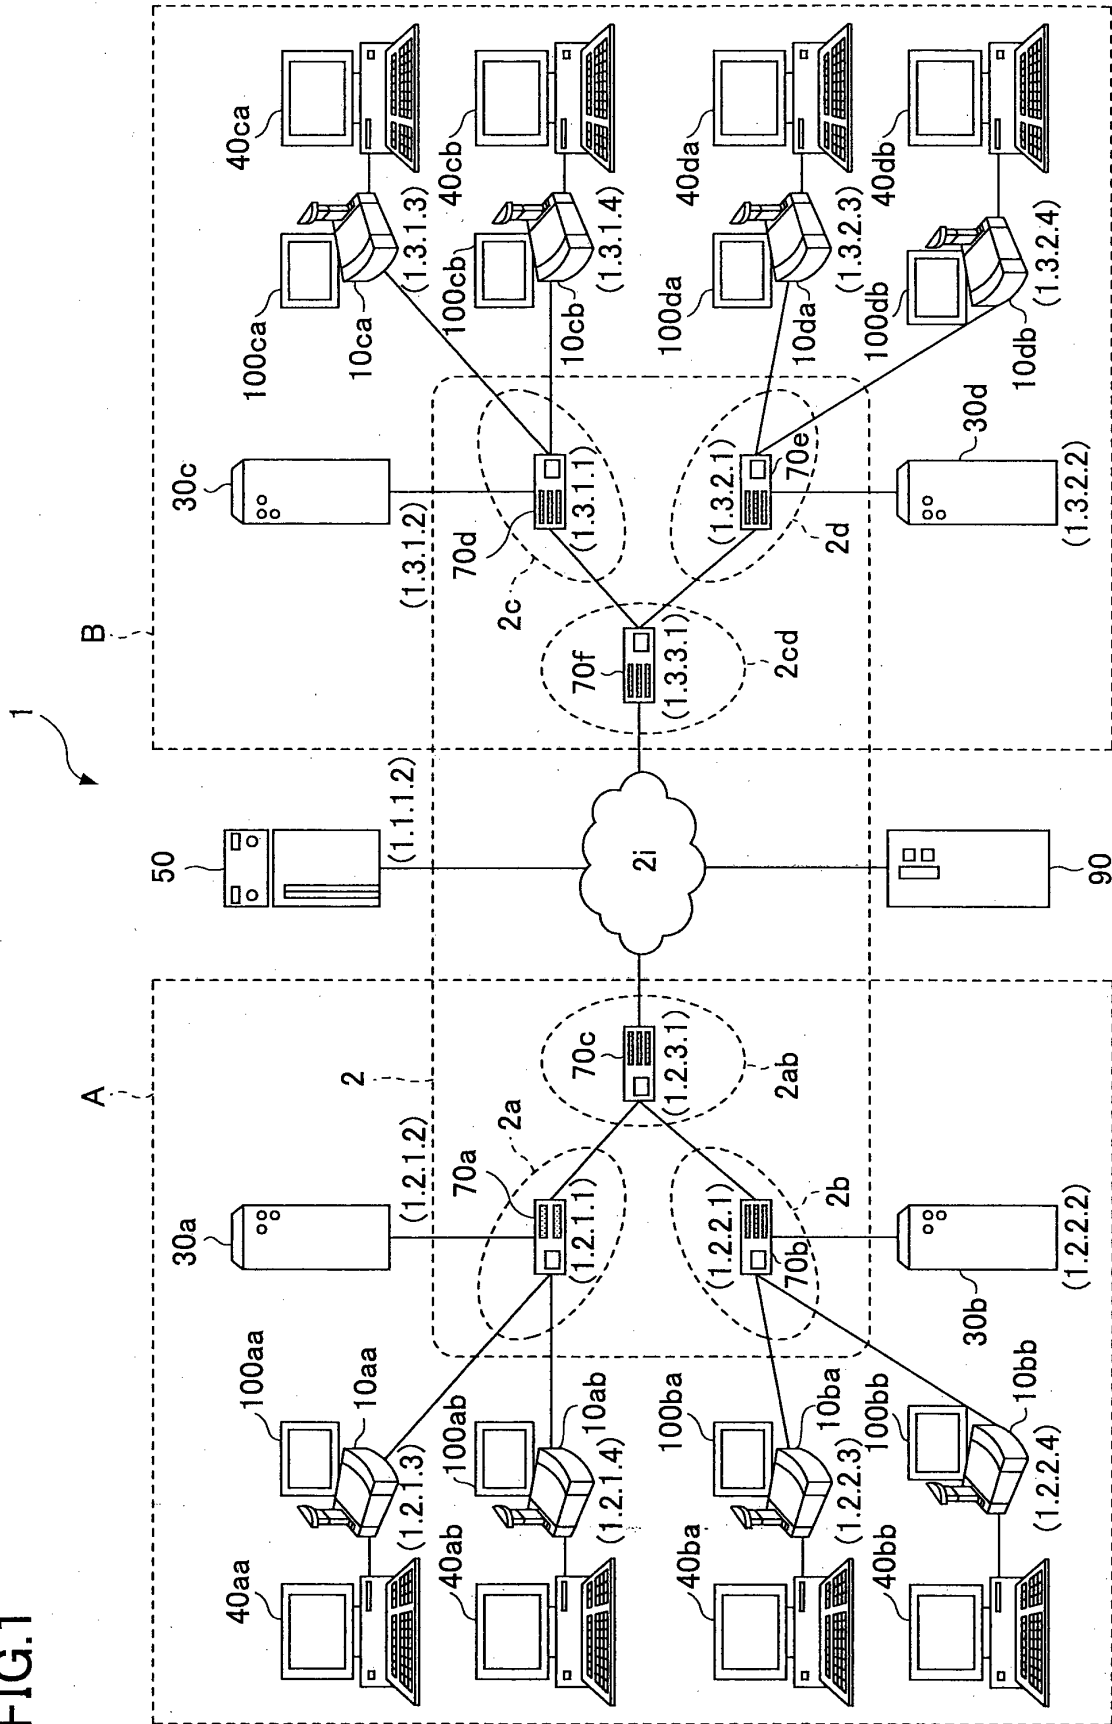 FIG.1
1
A
B
50
(1.1.1.2)
30a
(1.2.1.2)
30c
(1.3.1.2)
2
40aa
100aa
10aa
(1.2.1.3)
40ab
100ab
10ab
(1.2.1.4)
70a
2a
(1.2.1.1)
70c
(1.2.3.1)
2ab
2i
70f
(1.3.3.1)
2cd
70d
2c
(1.3.1.1)
100ca
10ca
40ca
(1.3.1.3)
100cb
10cb
40cb
(1.3.1.4)
40ba
100ba
10ba
(1.2.2.3)
40bb
100bb
10bb
(1.2.2.4)
(1.2.2.1)
70b
2b
30b
(1.2.2.2)
90
(1.3.2.1)
70e
2d
30d
(1.3.2.2)
100da
10da
40da
(1.3.2.3)
100db
10db
40db
(1.3.2.4)